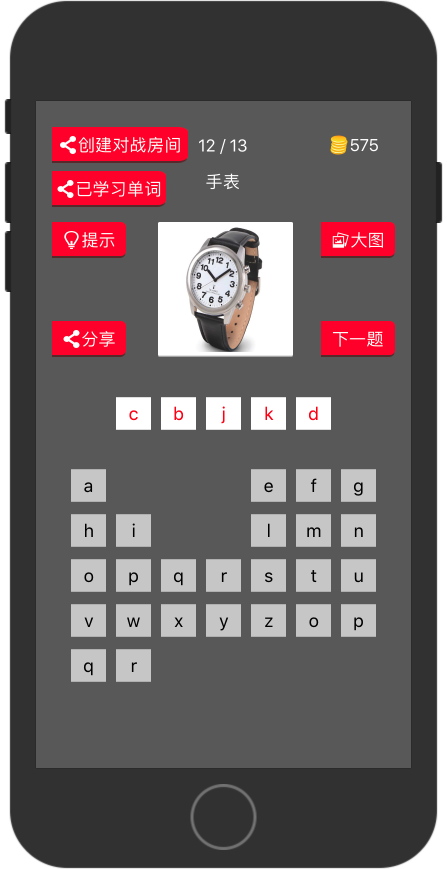 创建对战房间 12 / 13 575
已学习单词 手表
提示 大图
分享 下一题
c b j k d
a e f g
h i l m n
o p q r s t u
v w x y z o p
q r